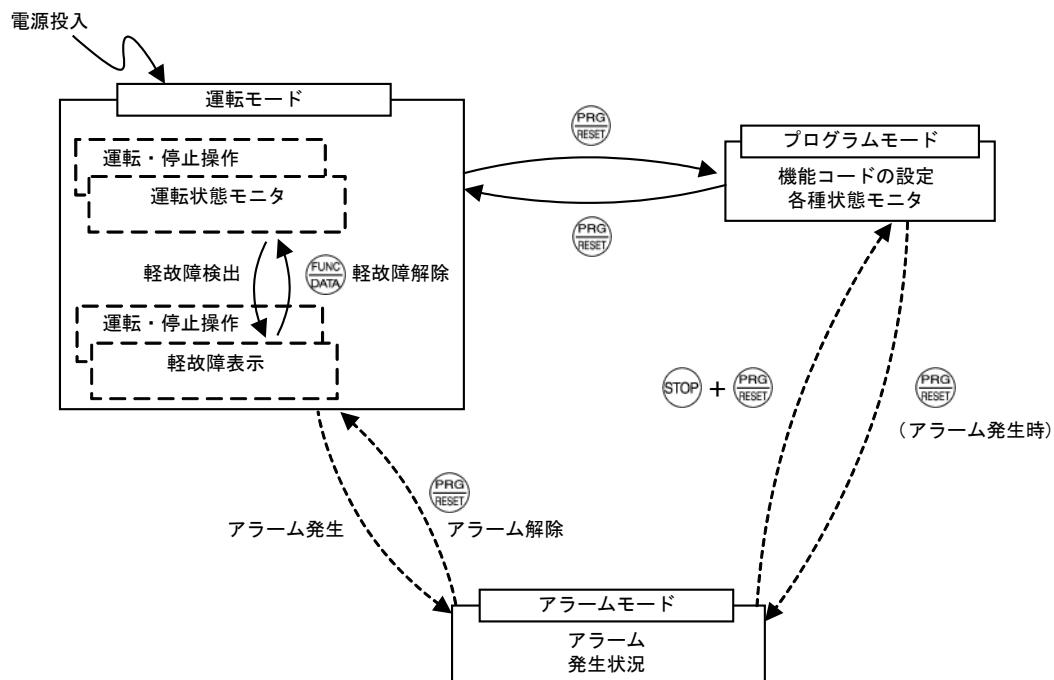 電源投入
運転モード
運転・停止操作
運転状態モニタ
軽故障検出
FUNC
DATA
軽故障解除
運転・停止操作
軽故障表示
PRG
RESET
PRG
RESET
プログラムモード
機能コードの設定
各種状態モニタ
STOP + PRG
RESET
PRG
RESET
（アラーム発生時）
PRG
RESET
アラーム発生
アラーム解除
アラームモード
アラーム
発生状況